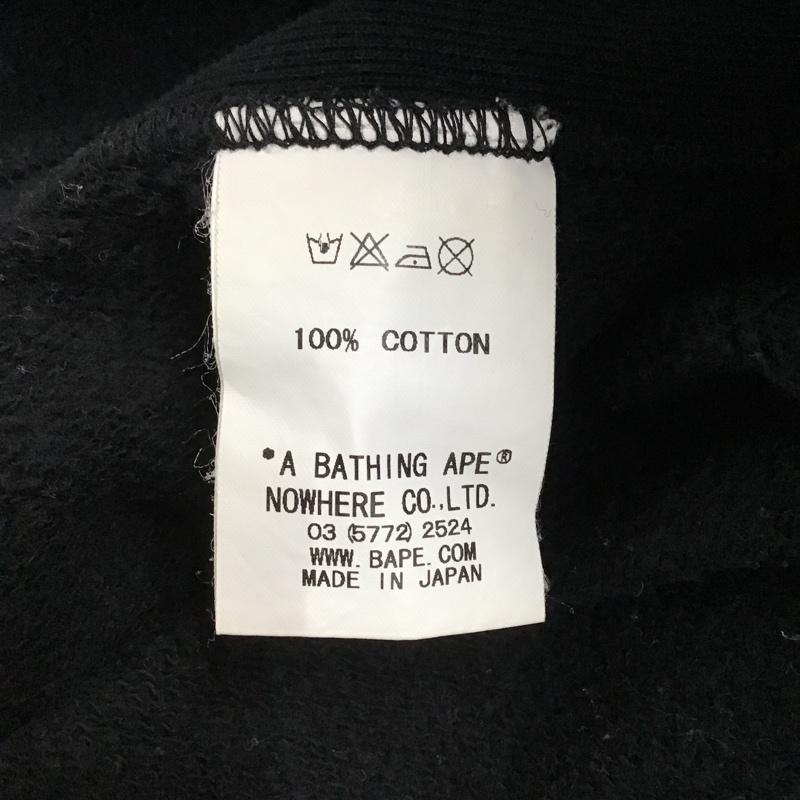 100% COTTON
*A BATHING APE®
NOWHERE CO.,LTD.
03 (5772) 2524
WWW. BAPE. COM
MADE IN JAPAN